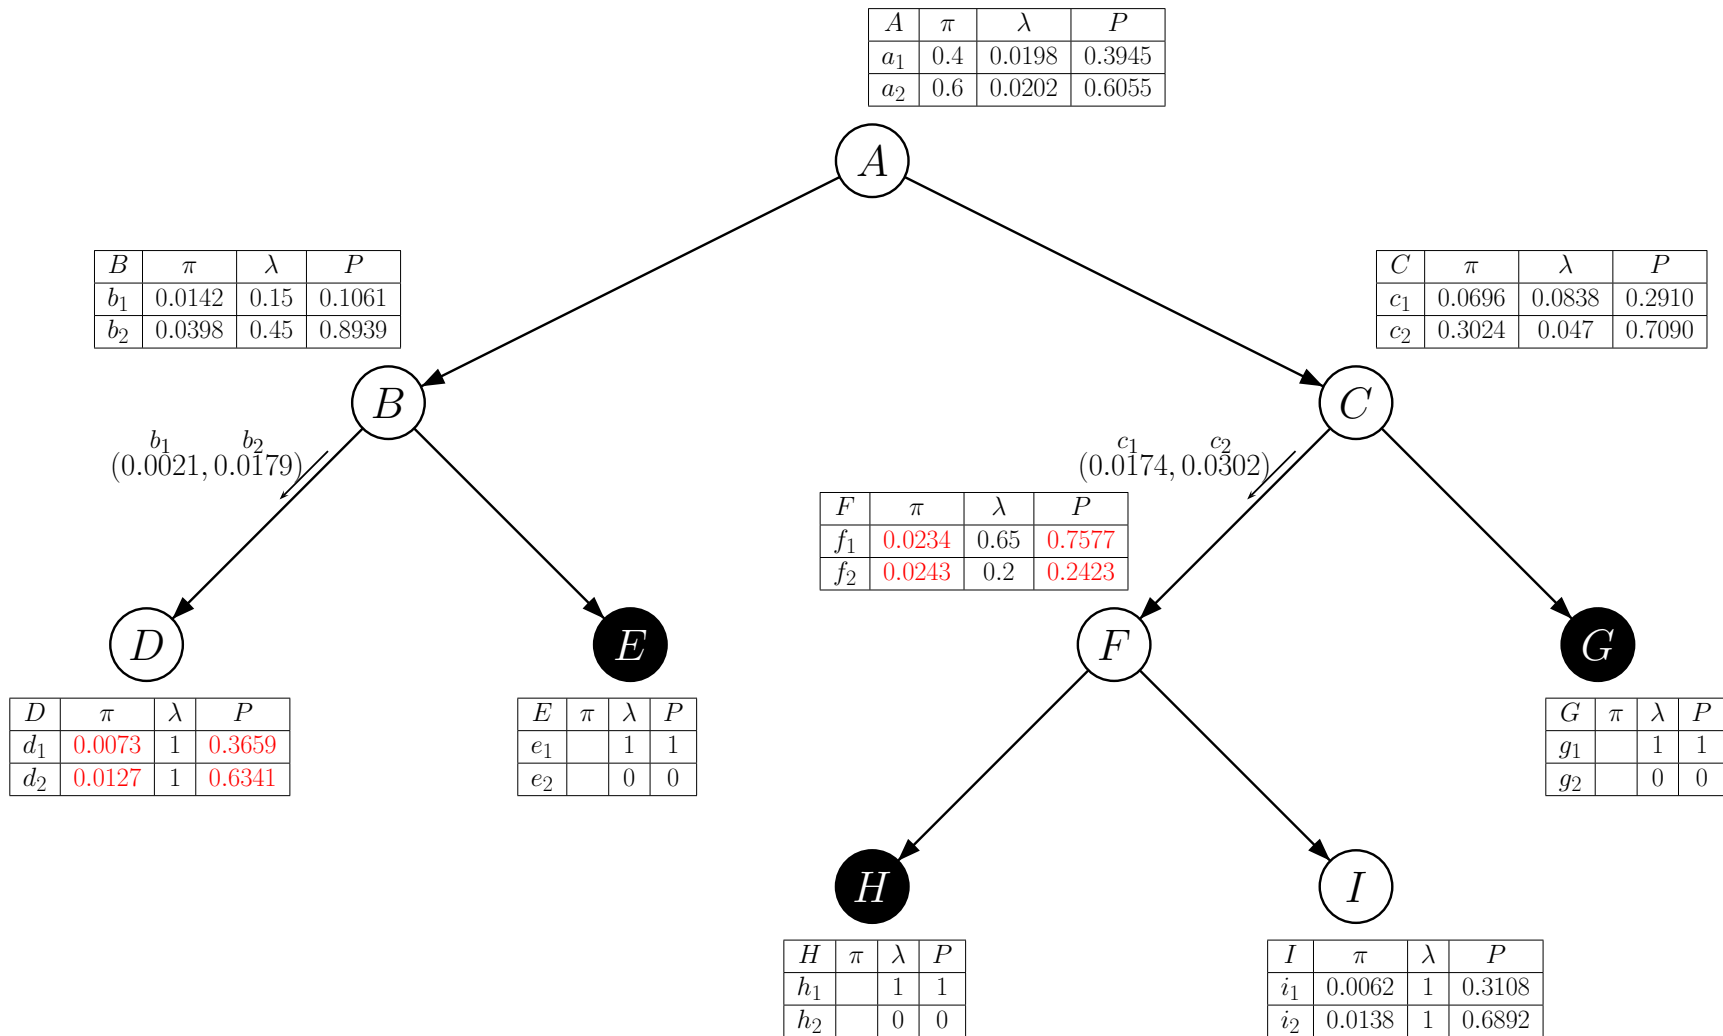 A π λ P
a₁ 0.4 0.0198 0.3945
a₂ 0.6 0.0202 0.6055
A
B π λ P
b₁ 0.0142 0.15 0.1061
b₂ 0.0398 0.45 0.8939
C π λ P
c₁ 0.0696 0.0838 0.2910
c₂ 0.3024 0.047 0.7090
B
C
b₁ b₂
(0.0021, 0.0179)
c₁ c₂
(0.0174, 0.0302)
F π λ P
f₁ 0.0234 0.65 0.7577
f₂ 0.0243 0.2 0.2423
D
E
F
G
D π λ P
d₁ 0.0073 1 0.3659
d₂ 0.0127 1 0.6341
E π λ P
e₁ 1 1
e₂ 0 0
G π λ P
g₁ 1 1
g₂ 0 0
H
I
H π λ P
h₁ 1 1
h₂ 0 0
I π λ P
i₁ 0.0062 1 0.3108
i₂ 0.0138 1 0.6892